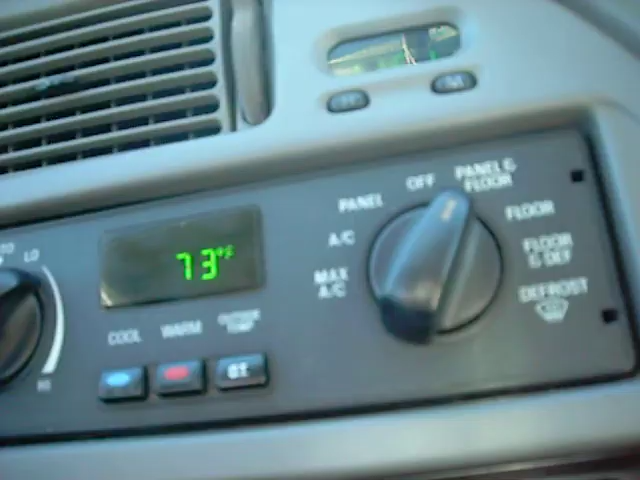 H
M
PANEL
OFF
PANEL &
FLOOR
A/C
FLOOR
MAX
A/C
FLOOR
& DEF
DEFROST
LO
HI
73°F
COOL
WARM
OUTSIDE
TEMP